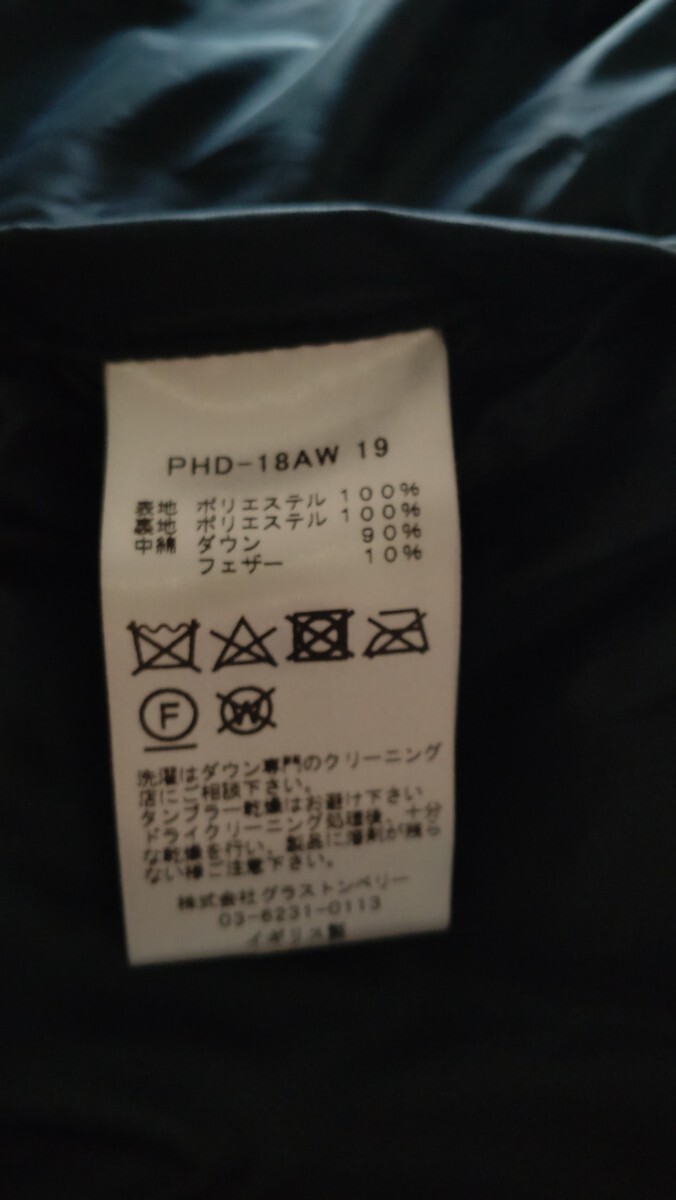 PHD-18AW 19
表地 ポリエステル 100%
裏地 ポリエステル 100%
中綿 ダウン 90%
フェザー 10%
F
W
洗濯はダウン専門のクリーニング
店にご相談下さい。
タンブラー乾燥はお避け下さい
ドライクリーニング処理後、十分
な乾燥を行い、製品に溶剤が残ら
ない様ご注意下さい。
株式会社グラストンベリー
03-6231-0113
イギリス製